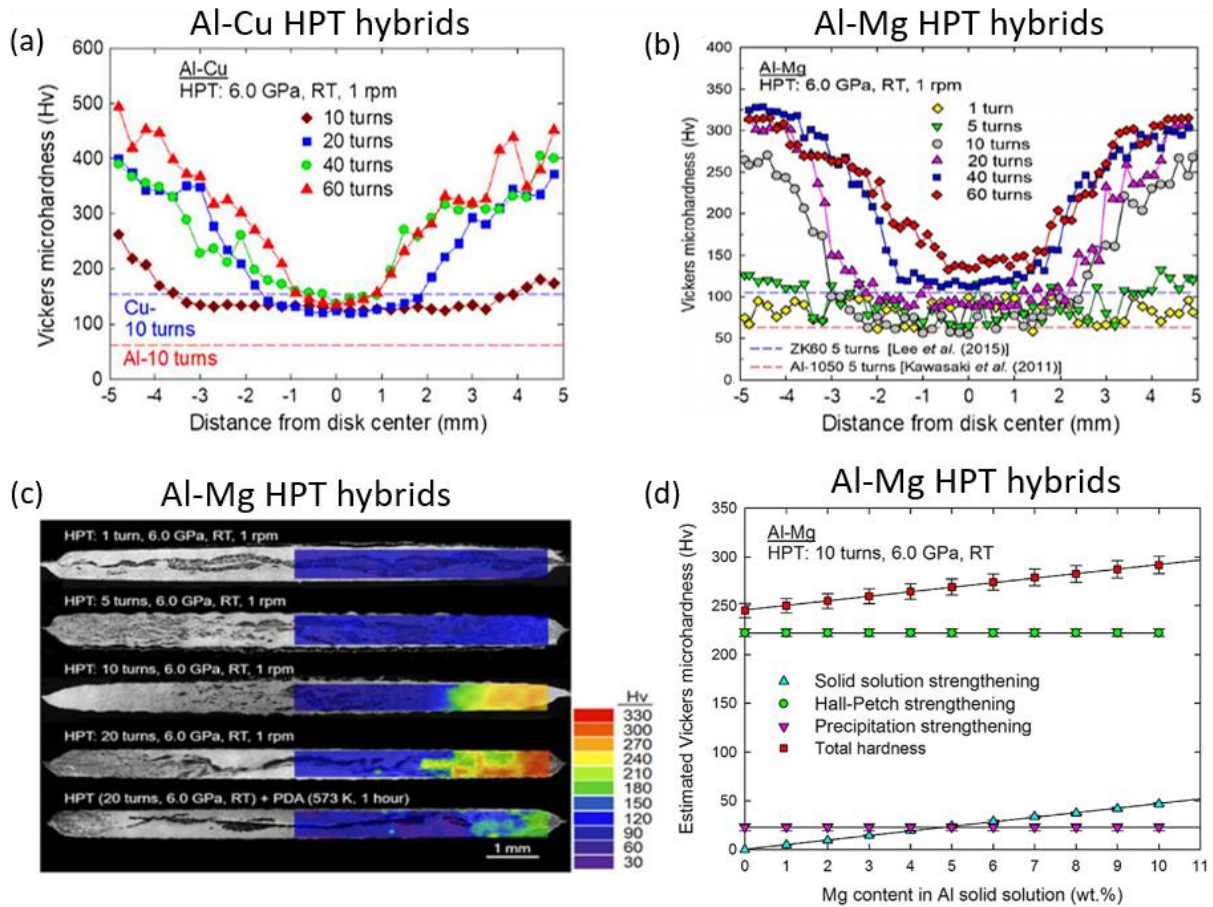 Al-Cu HPT hybrids
(a)
600
500
400
300
200
100
0
Vickers microhardness (Hv)
Al-Cu
HPT: 6.0 GPa, RT, 1 rpm
10 turns
20 turns
40 turns
60 turns
Cu-
10 turns
Al-10 turns
-5 -4 -3 -2 -1 0 1 2 3 4 5
Distance from disk center (mm)
Al-Mg HPT hybrids
(b)
400
350
300
250
200
150
100
50
0
Vickers microhardness (Hv)
Al-Mg
HPT: 6.0 GPa, RT, 1 rpm
1 turn
5 turns
10 turns
20 turns
40 turns
60 turns
ZK60 5 turns [Lee et al. (2015)]
Al-1050 5 turns [Kawasaki et al. (2011)]
-5 -4 -3 -2 -1 0 1 2 3 4 5
Distance from disk center (mm)
(c)
Al-Mg HPT hybrids
HPT: 1 turn, 6.0 GPa, RT, 1 rpm
HPT: 5 turns, 6.0 GPa, RT, 1 rpm
HPT: 10 turns, 6.0 GPa, RT, 1 rpm
HPT: 20 turns, 6.0 GPa, RT, 1 rpm
HPT (20 turns, 6.0 GPa, RT) + PDA (573 K, 1 hour)
1 mm
Hv
330
300
270
240
210
180
150
120
90
60
30
(d)
Al-Mg HPT hybrids
350
300
250
200
150
100
50
0
Estimated Vickers microhardness (Hv)
Al-Mg
HPT: 10 turns, 6.0 GPa, RT
Solid solution strengthening
Hall-Petch strengthening
Precipitation strengthening
Total hardness
0 1 2 3 4 5 6 7 8 9 10 11
Mg content in Al solid solution (wt.%)